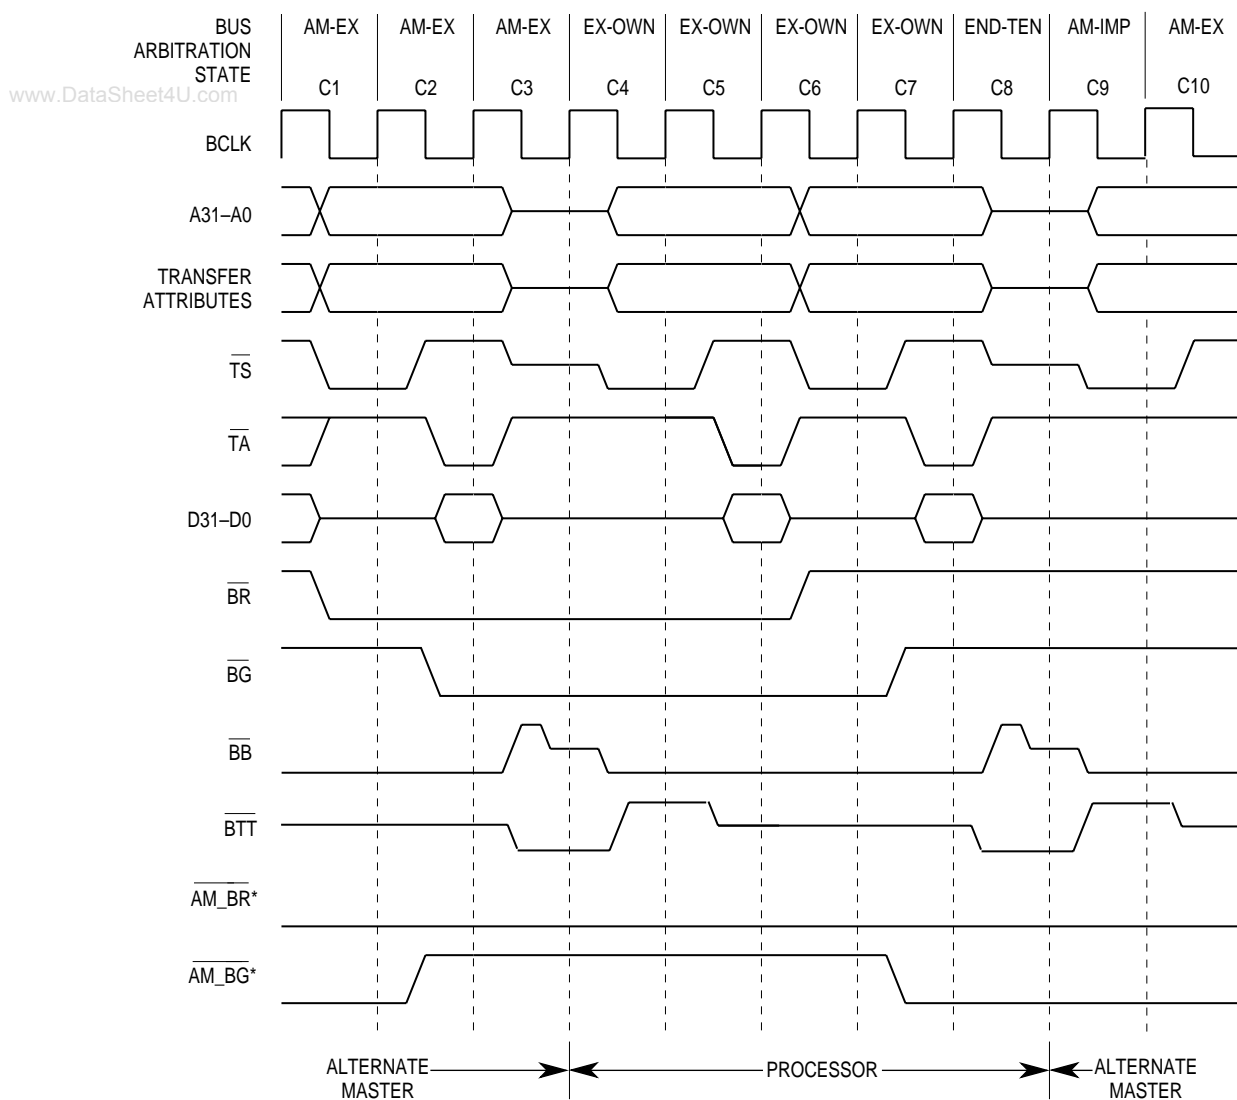 BUS ARBITRATION STATE
AM-EX AM-EX AM-EX EX-OWN EX-OWN EX-OWN EX-OWN END-TEN AM-IMP AM-EX
www.DataSheet4U.com
C1 C2 C3 C4 C5 C6 C7 C8 C9 C10
BCLK
A31–A0
TRANSFER
ATTRIBUTES
TS
TA
D31–D0
BR
BG
BB
BTT
AM_BR*
AM_BG*
ALTERNATE MASTER
PROCESSOR
ALTERNATE MASTER